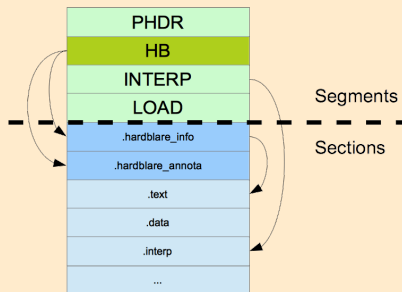 PHDR
HB
INTERP
LOAD
Segments
Sections
.hardblare_info
.hardblare_annota
.text
.data
.interp
...